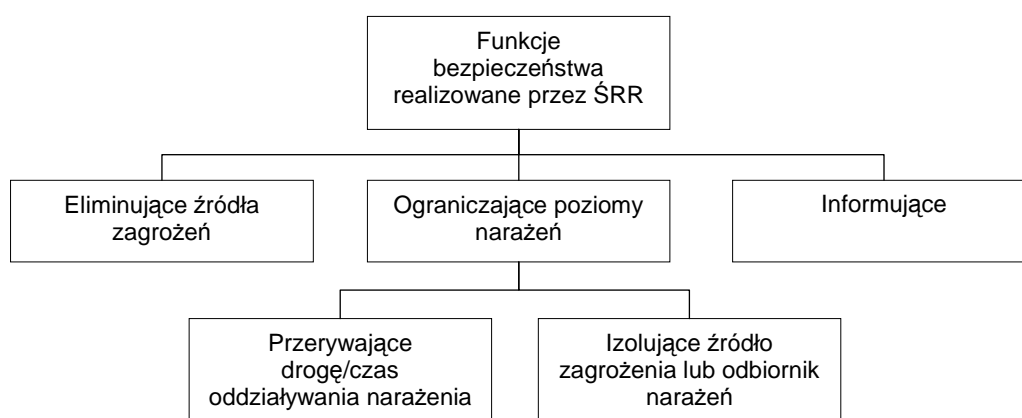 Funkcje
bezpieczeństwa
realizowane przez ŚRR
Eliminujące źródła
zagrożeń
Ograniczające poziomy
narażeń
Informujące
Przerywające
drogę/czas
oddziaływania narażenia
Izolujące źródło
zagrożenia lub odbiornik
narażeń